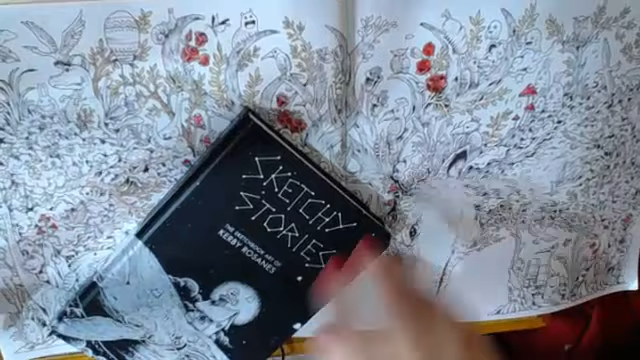 SKETCHY
STORIES
THE SKETCHBOOK ART OF
KERBY ROSANES